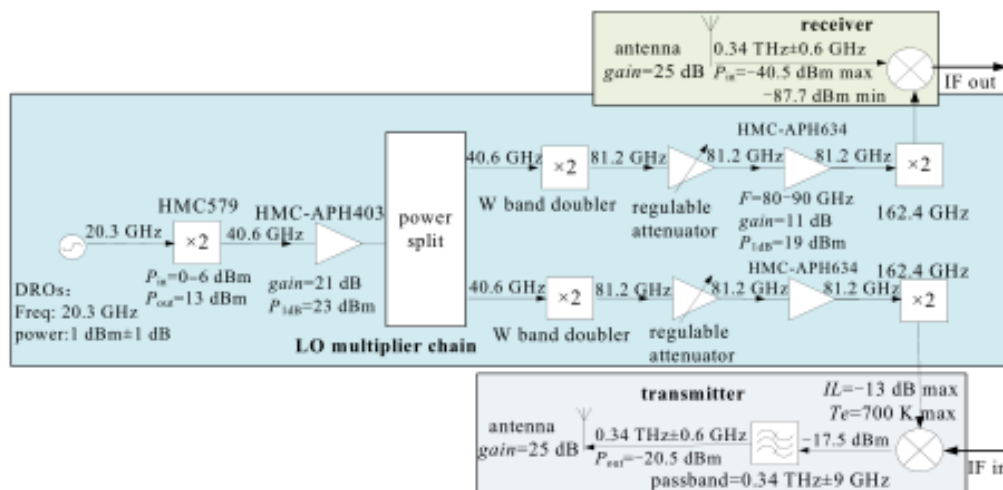 receiver
antenna
gain=25 dB
0.34 THz±0.6 GHz
P_in=−40.5 dBm max
−87.7 dBm min
IF out
HMC-APH634
40.6 GHz
×2
81.2 GHz
81.2 GHz
81.2 GHz
×2
W band doubler
regulable
attenuator
F=80−90 GHz
gain=11 dB
P_1dB=19 dBm
162.4 GHz
HMC579
HMC-APH403
power
split
20.3 GHz
×2
40.6 GHz
P_in=0−6 dBm
P_out=13 dBm
gain=21 dB
P_1dB=23 dBm
DROs:
Freq: 20.3 GHz
power:1 dBm±1 dB
HMC-APH634
162.4 GHz
40.6 GHz
×2
81.2 GHz
81.2 GHz
81.2 GHz
×2
W band doubler
regulable
attenuator
LO multiplier chain
transmitter
IL=−13 dB max
Te=700 K max
antenna
gain=25 dB
0.34 THz±0.6 GHz
P_out=−20.5 dBm
−17.5 dBm
passband=0.34 THz±9 GHz
IF in